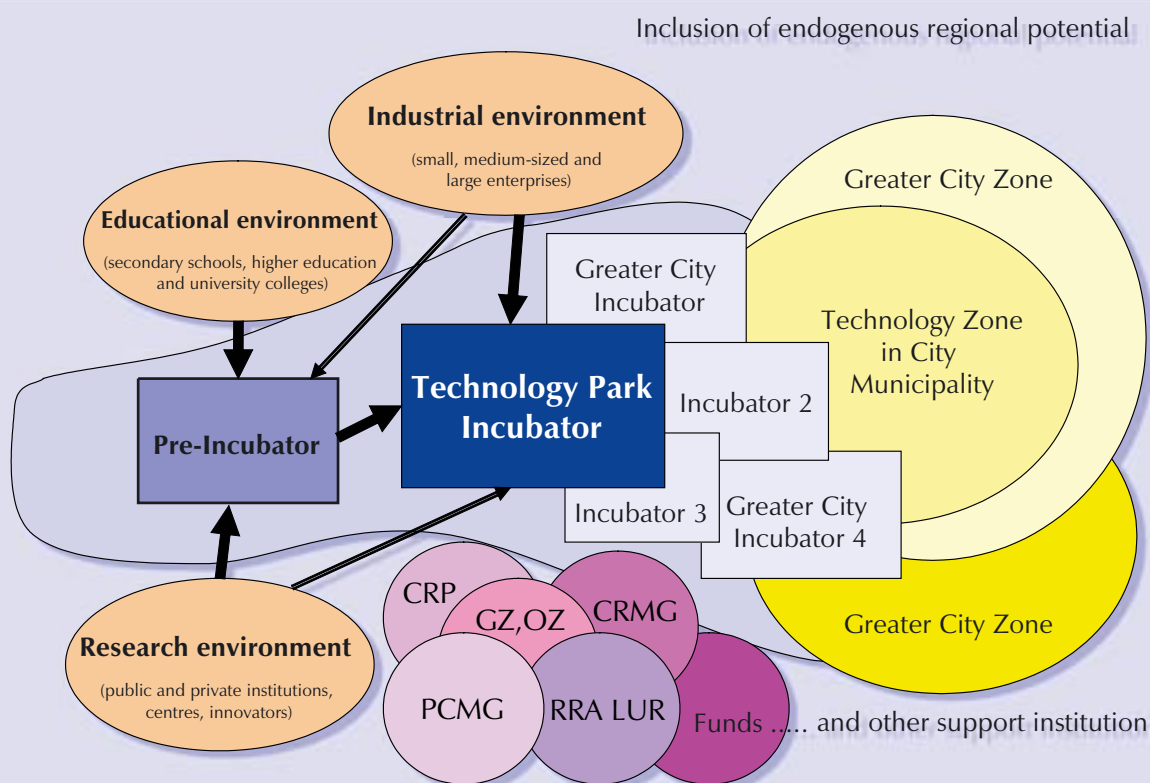 Inclusion of endogenous regional potential
Industrial environment
(small, medium-sized and
large enterprises)
Educational environment
(secondary schools, higher education
and university colleges)
Greater City Zone
Greater City
Incubator
Technology Zone
in City
Municipality
Technology Park
Incubator
Incubator 2
Pre-Incubator
Incubator 3
Greater City
Incubator 4
CRP
GZ,OZ
CRMG
Greater City Zone
Research environment
(public and private institutions,
centres, innovators)
PCMG
RRA LUR
Funds ..... and other support institution